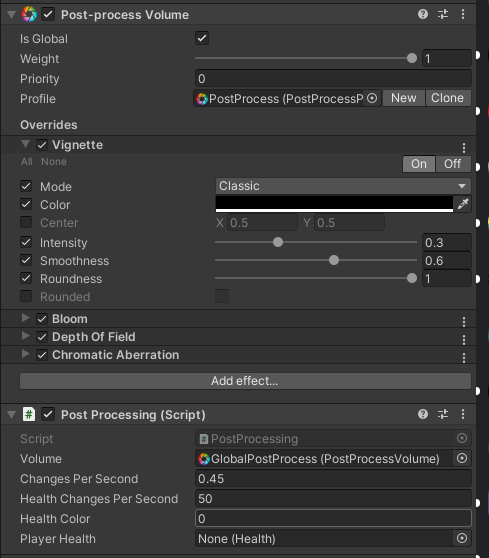 Post-process Volume
Is Global
Weight 1
Priority 0
Profile PostProcess (PostProcessP New Clone
Overrides
Vignette
All None On Off
Mode Classic
Color
Center X 0.5 Y 0.5
Intensity 0.3
Smoothness 0.6
Roundness 1
Rounded
Bloom
Depth Of Field
Chromatic Aberration
Add effect...
# Post Processing (Script)
Script # PostProcessing
Volume GlobalPostProcess (PostProcessVolume)
Changes Per Second 0.45
Health Changes Per Second 50
Health Color 0
Player Health None (Health)